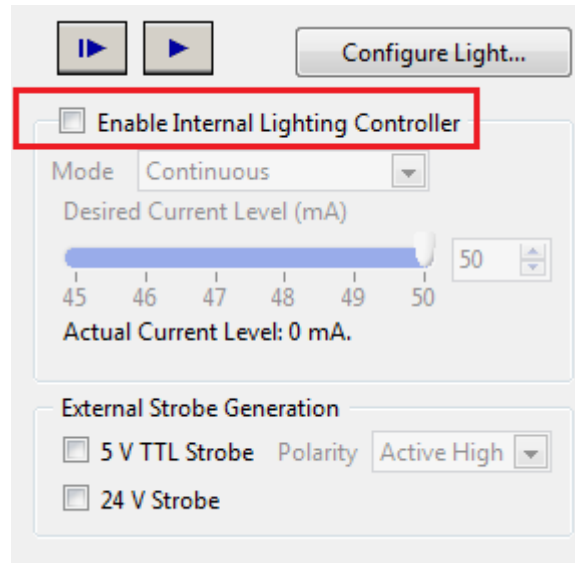 Configure Light...
Enable Internal Lighting Controller
Mode Continuous
Desired Current Level (mA)
50
45 46 47 48 49 50
Actual Current Level: 0 mA.
External Strobe Generation
5 V TTL Strobe Polarity Active High
24 V Strobe